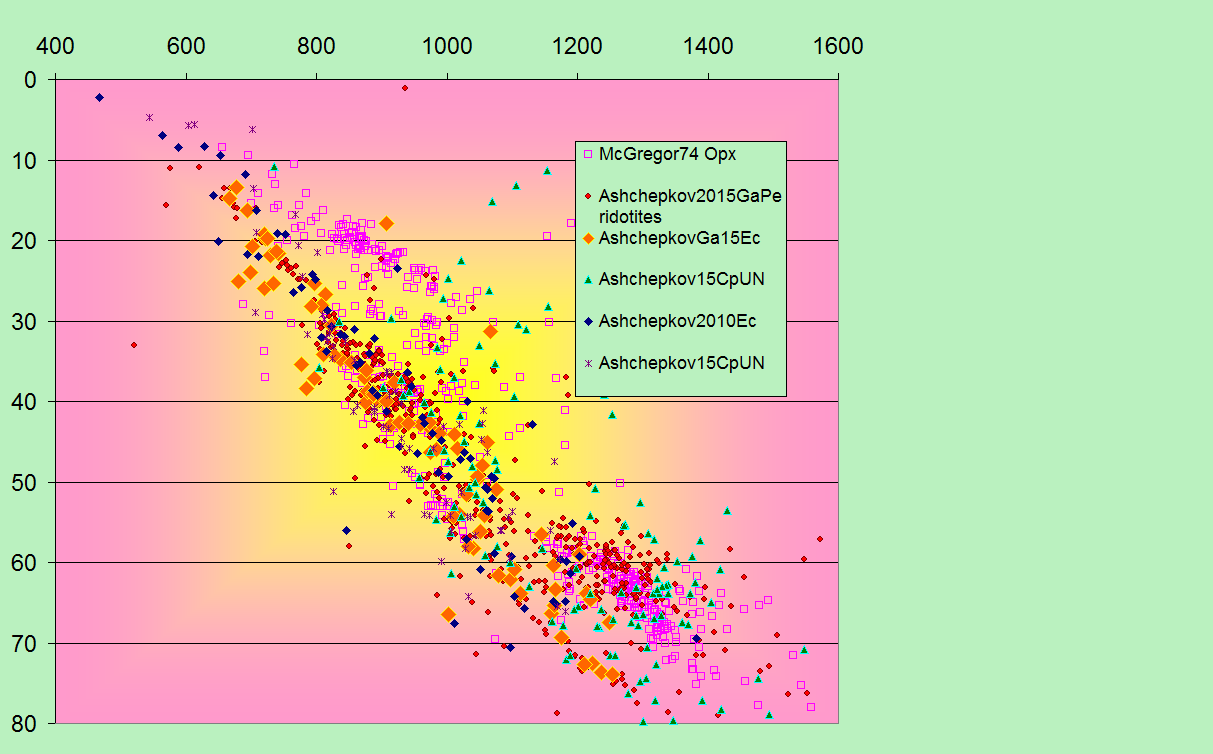 400 600 800 1000 1200 1400 1600
0
10
20
30
40
50
60
70
80
McGregor74 Opx
Ashchepkov2015GaPe
ridotites
AshchepkovGa15Ec
Ashchepkov15CpUN
Ashchepkov2010Ec
Ashchepkov15CpUN